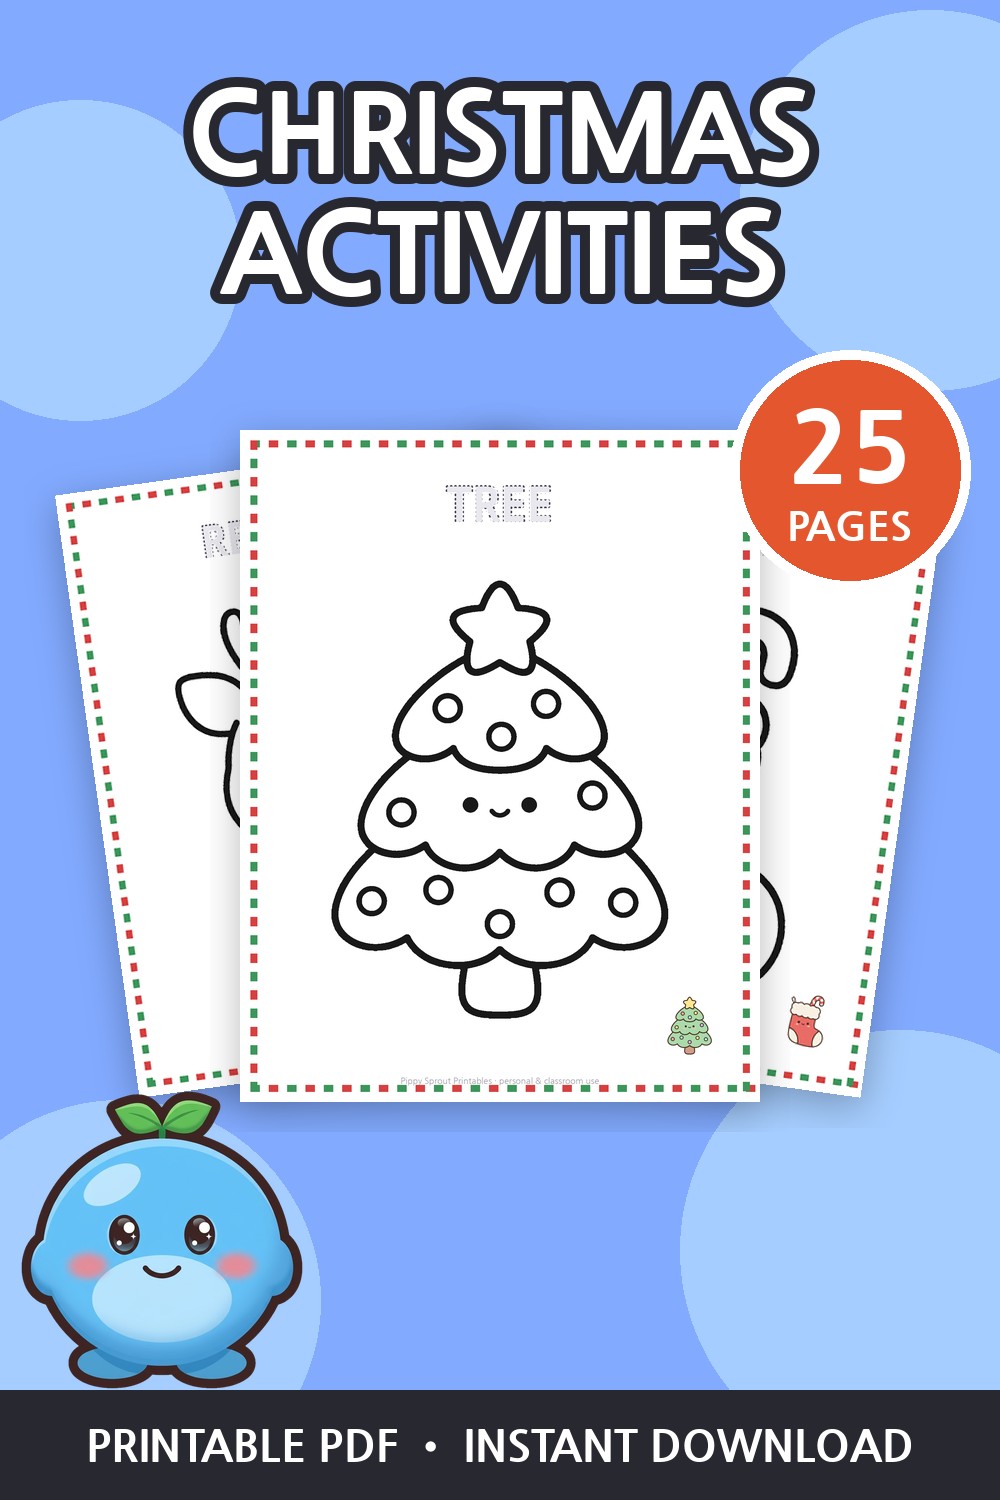 CHRISTMAS
ACTIVITIES
25
PAGES
TREE
Pippy Sprout Printables - personal & classroom use
PRINTABLE PDF • INSTANT DOWNLOAD